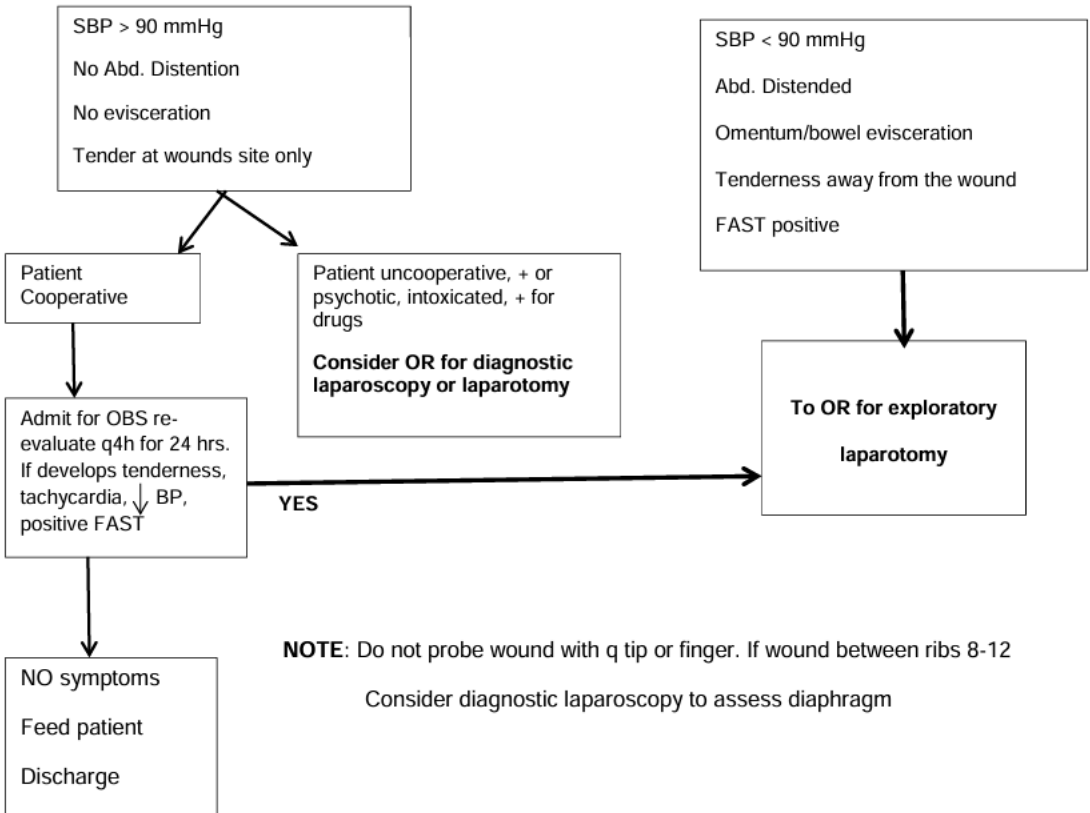 SBP > 90 mmHg
No Abd. Distention
No evisceration
Tender at wounds site only
SBP < 90 mmHg
Abd. Distended
Omentum/bowel evisceration
Tenderness away from the wound
FAST positive
Patient
Cooperative
Patient uncooperative, + or
psychotic, intoxicated, + for
drugs
Consider OR for diagnostic
laparoscopy or laparotomy
To OR for exploratory
laparotomy
Admit for OBS re-
evaluate q4h for 24 hrs.
If develops tenderness,
tachycardia, ↓ BP,
positive FAST
YES
NO symptoms
Feed patient
Discharge
NOTE: Do not probe wound with q tip or finger. If wound between ribs 8-12
Consider diagnostic laparoscopy to assess diaphragm